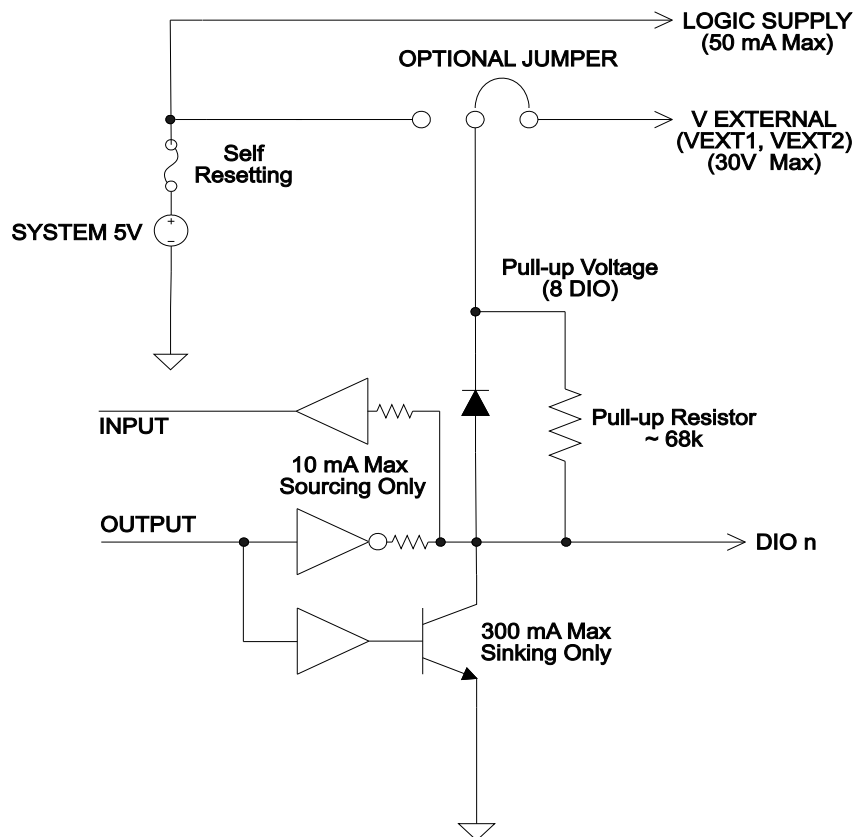 LOGIC SUPPLY
(50 mA Max)
OPTIONAL JUMPER
V EXTERNAL
(VEXT1, VEXT2)
(30V Max)
Self
Resetting
+
−
SYSTEM 5V
Pull-up Voltage
(8 DIO)
INPUT
Pull-up Resistor
~ 68k
10 mA Max
Sourcing Only
OUTPUT
DIO n
300 mA Max
Sinking Only